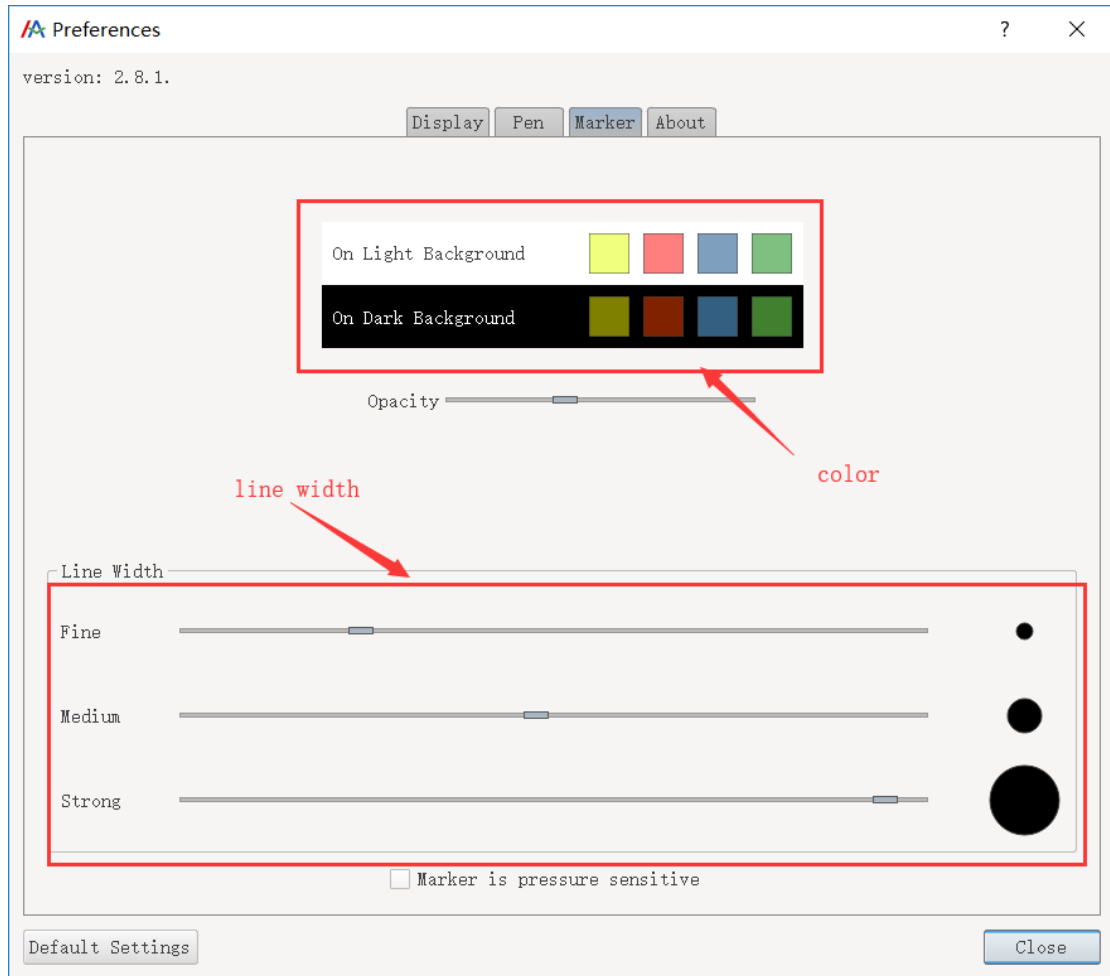 Preferences
?
version: 2.8.1.
Display Pen Marker About
On Light Background
On Dark Background
Opacity
color
line width
Line Width
Fine
Medium
Strong
Marker is pressure sensitive
Default Settings Close